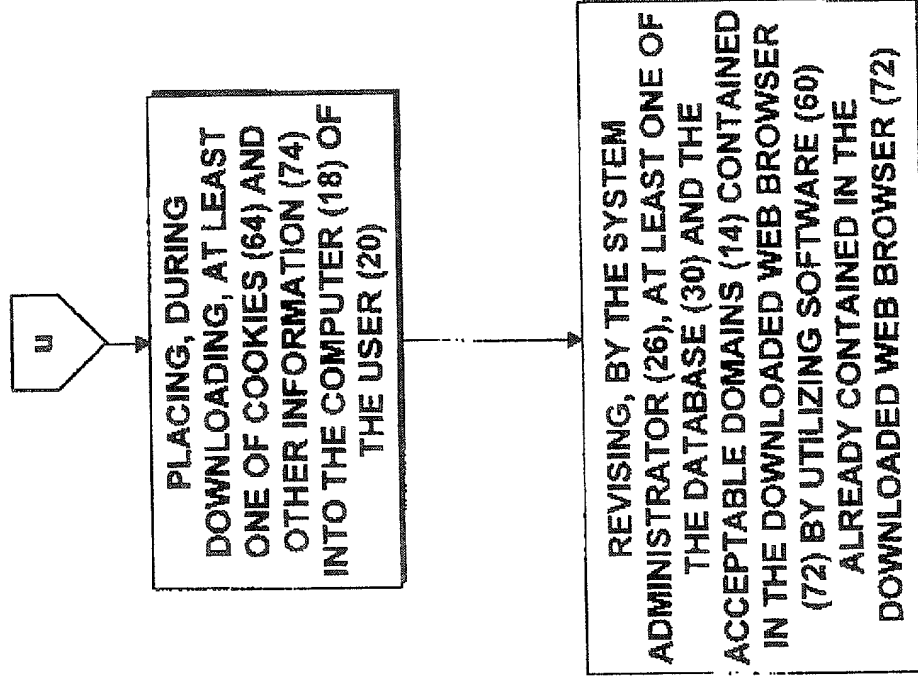 u
PLACING, DURING
DOWNLOADING, AT LEAST
ONE OF COOKIES (64) AND
OTHER INFORMATION (74)
INTO THE COMPUTER (18) OF
THE USER (20)
REVISING, BY THE SYSTEM
ADMINISTRATOR (26), AT LEAST ONE OF
THE DATABASE (30) AND THE
ACCEPTABLE DOMAINS (14) CONTAINED
IN THE DOWNLOADED WEB BROWSER
(72) BY UTILIZING SOFTWARE (60)
ALREADY CONTAINED IN THE
DOWNLOADED WEB BROWSER (72)